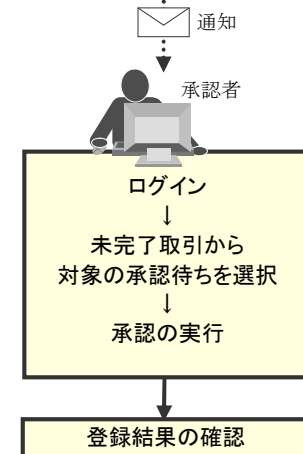 通知
承認者
ログイン
↓
未完了取引から
対象の承認待ちを選択
↓
承認の実行
登録結果の確認